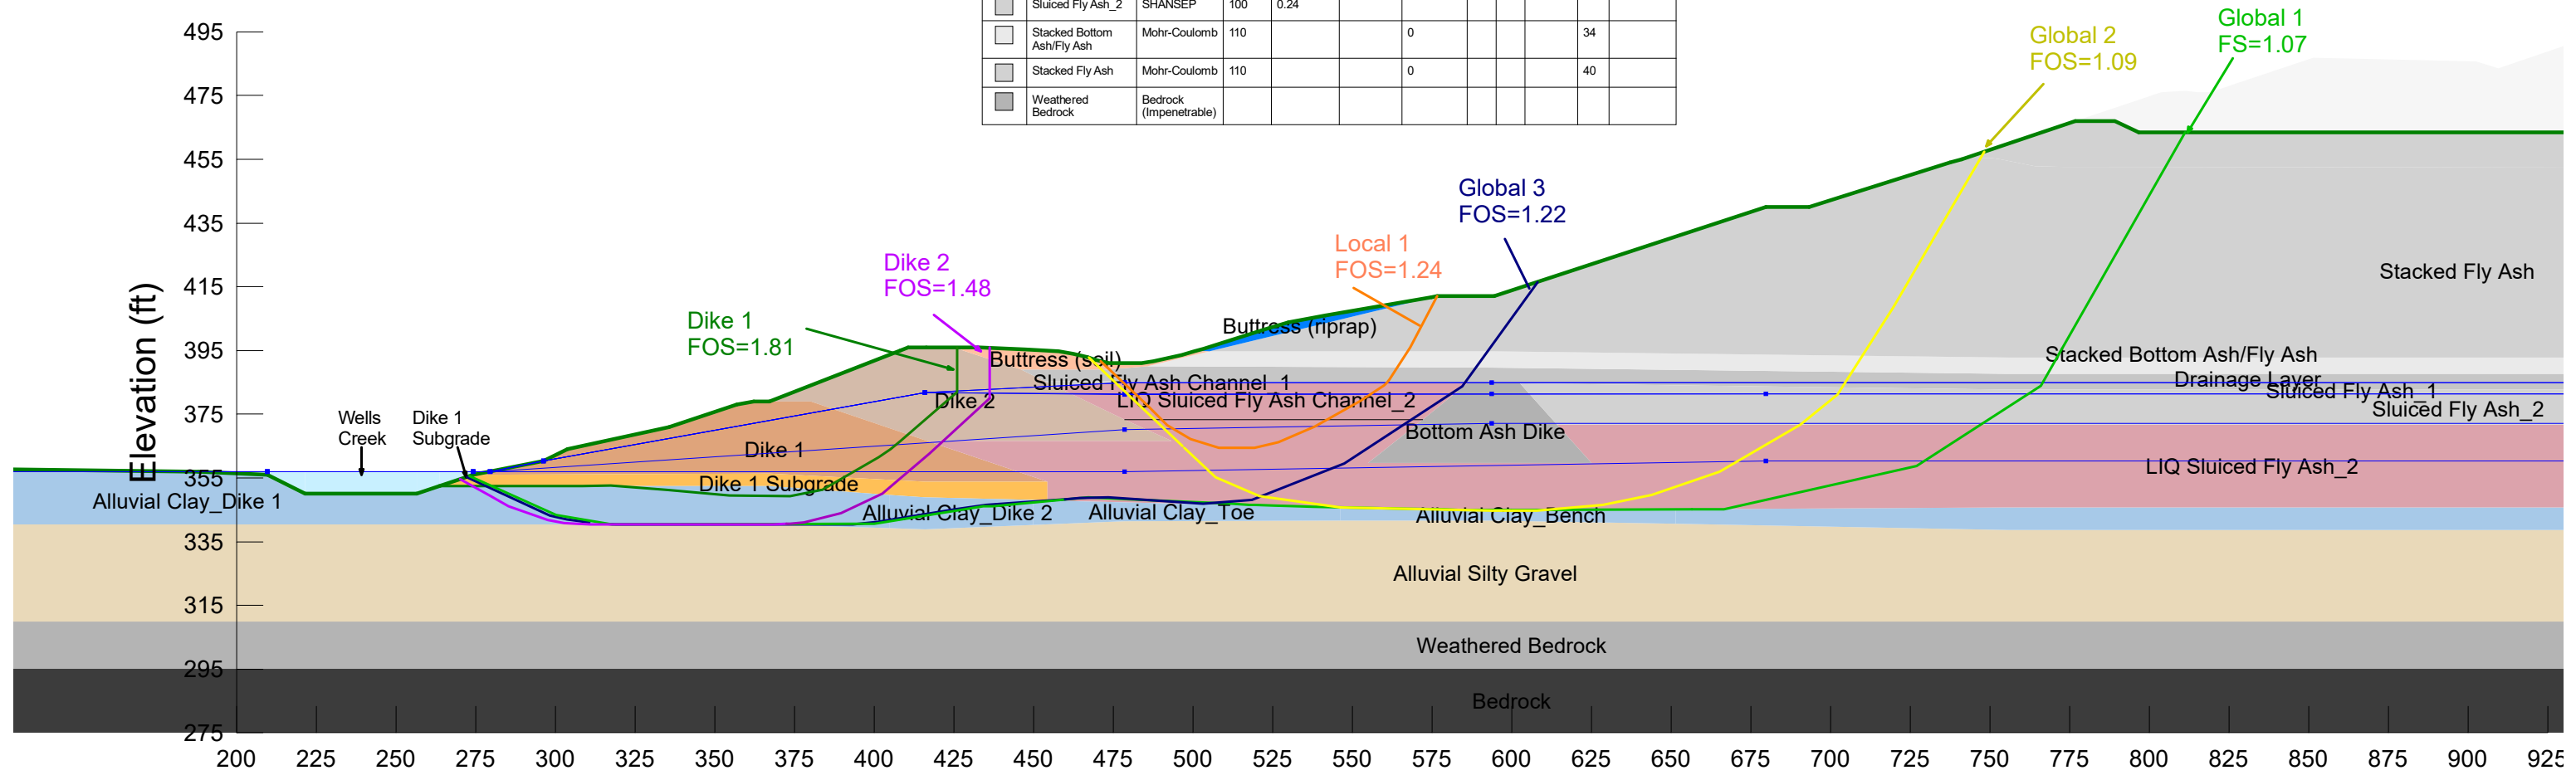 Sluiced Fly Ash_2 SHANSEP 100 0.24
Stacked Bottom Mohr-Coulomb 110 0 34
Ash/Fly Ash
Stacked Fly Ash Mohr-Coulomb 110 0 40
Weathered Bedrock
Bedrock (Impenetrable)
Global 1
FS=1.07
Global 2
FOS=1.09
Global 3
FOS=1.22
Local 1
FOS=1.24
Dike 2
FOS=1.48
Dike 1
FOS=1.81
Elevation (ft)
495
475
455
435
415
395
375
355
335
315
295
275
Wells
Creek
Dike 1
Subgrade
Stacked Fly Ash
Buttress (riprap)
Buttress (soil)
Stacked Bottom Ash/Fly Ash
Drainage Layer
Sluiced Fly Ash Channel_1
Sluiced Fly Ash_1
Dike 2
LIQ Sluiced Fly Ash Channel_2
Sluiced Fly Ash_2
Bottom Ash Dike
Dike 1
LIQ Sluiced Fly Ash_2
Dike 1 Subgrade
Alluvial Clay_Dike 1
Alluvial Clay_Dike 2
Alluvial Clay_Toe
Alluvial Clay_Bench
Alluvial Silty Gravel
Weathered Bedrock
Bedrock
200 225 250 275 300 325 350 375 400 425 450 475 500 525 550 575 600 625 650 675 700 725 750 775 800 825 850 875 900 925